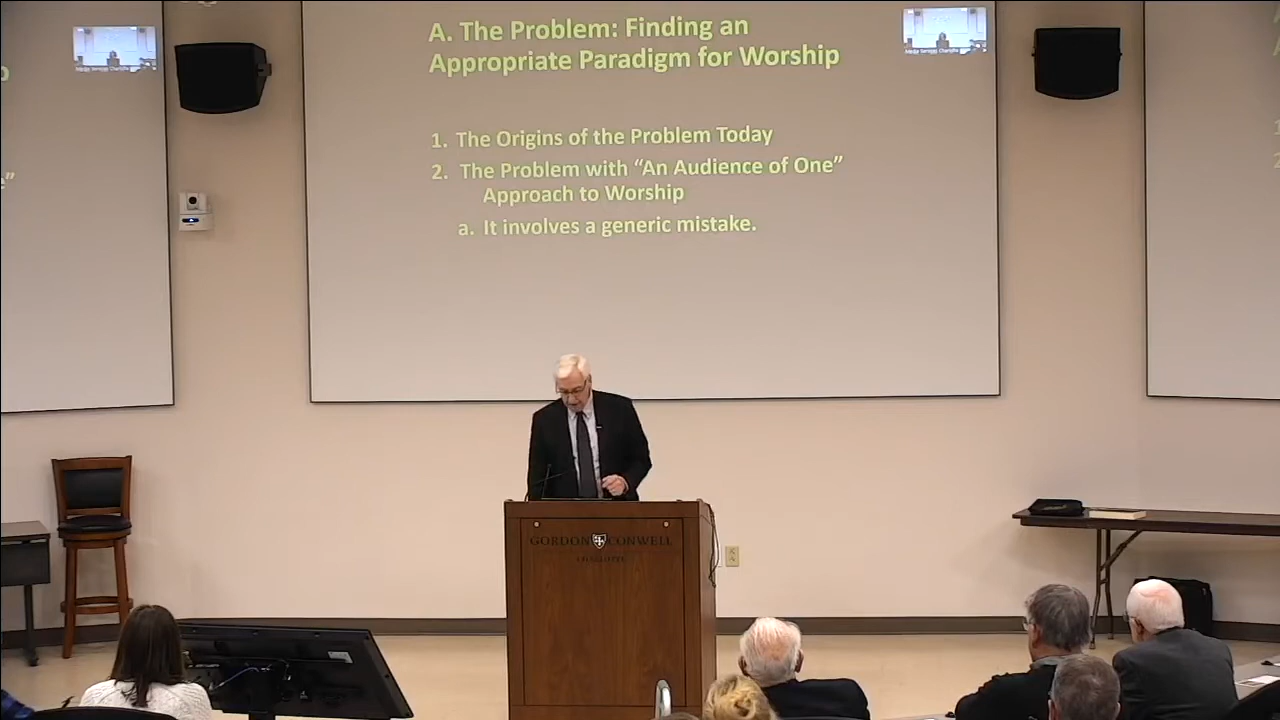 A. The Problem: Finding an
Appropriate Paradigm for Worship
1. The Origins of the Problem Today
2. The Problem with “An Audience of One”
Approach to Worship
a. It involves a generic mistake.
GORDON CONWELL
CHARLOTTE